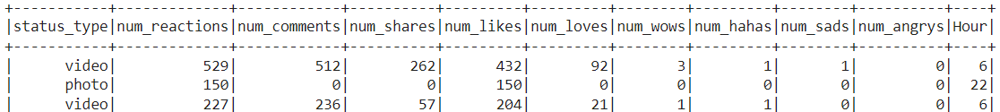 +-----------+-------------+------------+----------+---------+---------+--------+---------+--------+----------+----+
|status_type|num_reactions|num_comments|num_shares|num_likes|num_loves|num_wows|num_hahas|num_sads|num_angrys|Hour|
+-----------+-------------+------------+----------+---------+---------+--------+---------+--------+----------+----+
|      video|          529|         512|       262|      432|       92|       3|        1|       1|         0|   6|
|      photo|          150|           0|         0|      150|        0|       0|        0|       0|         0|  22|
|      video|          227|         236|        57|      204|       21|       1|        1|       0|         0|   6|